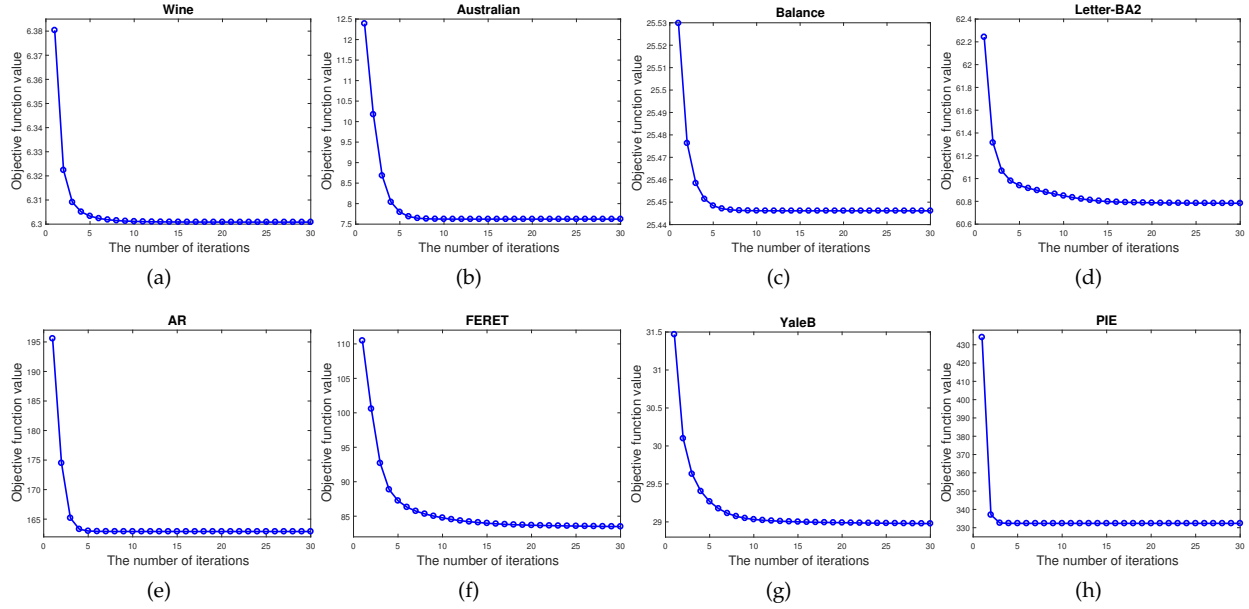 Wine
Objective function value
6.38
6.37
6.36
6.35
6.34
6.33
6.32
6.31
6.3
0 5 10 15 20 25 30
The number of iterations
(a)
Australian
Objective function value
12.5
12
11.5
11
10.5
10
9.5
9
8.5
8
7.5
0 5 10 15 20 25 30
The number of iterations
(b)
Balance
Objective function value
25.53
25.52
25.51
25.5
25.49
25.48
25.47
25.46
25.45
25.44
0 5 10 15 20 25 30
The number of iterations
(c)
Letter-BA2
Objective function value
62.4
62.2
62
61.8
61.6
61.4
61.2
61
60.8
60.6
0 5 10 15 20 25 30
The number of iterations
(d)
AR
Objective function value
195
190
185
180
175
170
165
0 5 10 15 20 25 30
The number of iterations
(e)
FERET
Objective function value
110
105
100
95
90
85
0 5 10 15 20 25 30
The number of iterations
(f)
YaleB
Objective function value
31.5
31
30.5
30
29.5
29
0 5 10 15 20 25 30
The number of iterations
(g)
PIE
Objective function value
430
420
410
400
390
380
370
360
350
340
330
0 5 10 15 20 25 30
The number of iterations
(h)